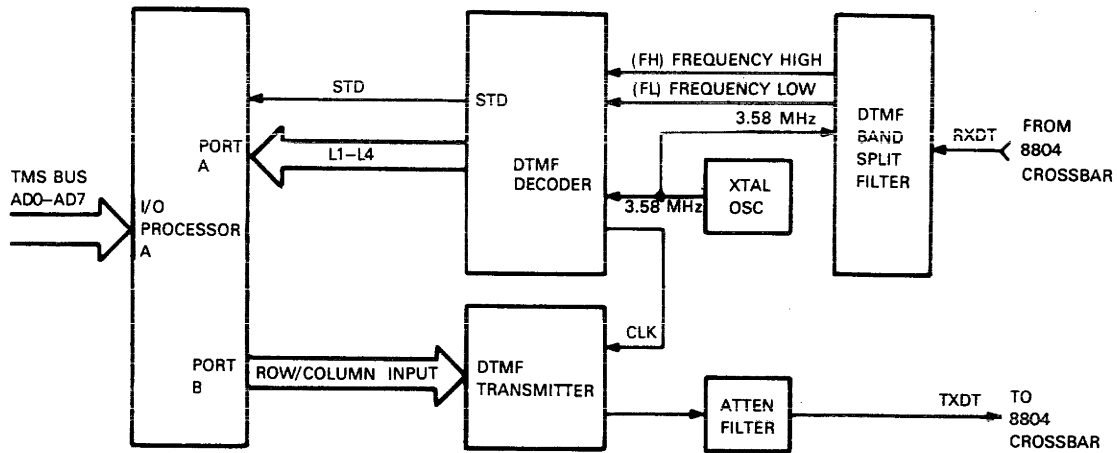 TMS BUS
AD0–AD7
I/O
PROCESSOR
A
PORT
A
PORT
B
STD
STD
L1–L4
DTMF
DECODER
(FH) FREQUENCY HIGH
(FL) FREQUENCY LOW
3.58 MHz
3.58 MHz
XTAL
OSC
DTMF
BAND
SPLIT
FILTER
RXDT
FROM
8804
CROSSBAR
CLK
ROW/COLUMN INPUT
DTMF
TRANSMITTER
ATTEN
FILTER
TXDT
TO
8804
CROSSBAR